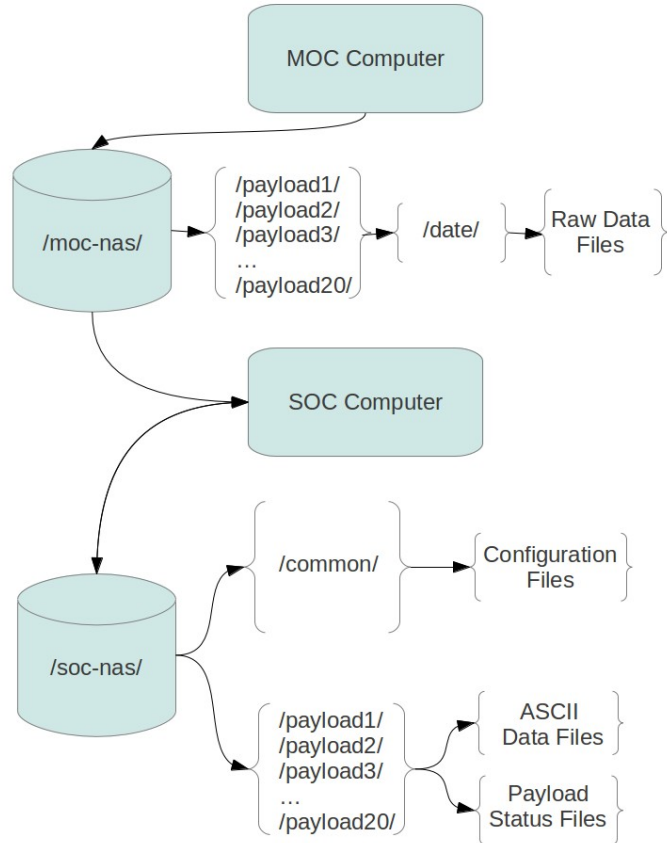 MOC Computer
/moc-nas/
/payload1/
/payload2/
/payload3/
...
/payload20/
/date/
Raw Data
Files
SOC Computer
/soc-nas/
/common/
Configuration
Files
/payload1/
/payload2/
/payload3/
...
/payload20/
ASCII
Data Files
Payload
Status Files